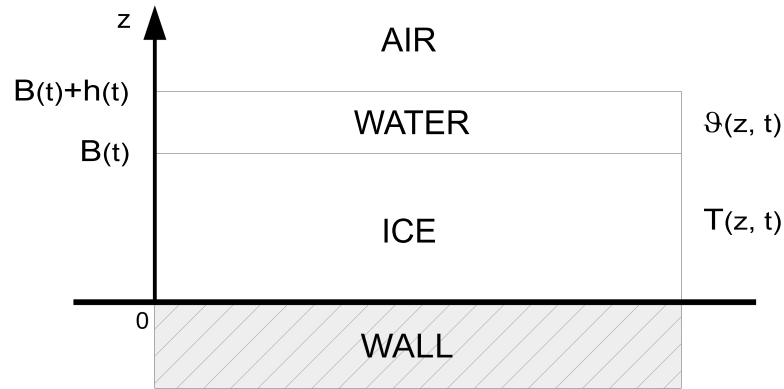 z
AIR
B(t)+h(t)
WATER
ϑ(z, t)
B(t)
T(z, t)
ICE
0
WALL